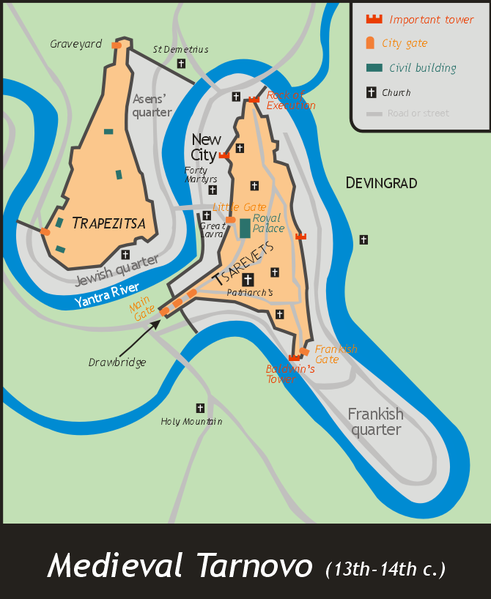 Important tower
City gate
Civil building
Church
Road or street
Graveyard
St Demetrius
Asens'
quarter
Rock of
Execution
New
City
Forty
Martyrs
DEVINGRAD
Little Gate
Great
Lavra
Royal
Palace
TRAPEZITSA
TSAREVETS
Jewish quarter
Patriarch's
Yantra River
Main
Gate
Drawbridge
Frankish
Gate
Balduin's
Tower
Frankish
quarter
Holy Mountain
Medieval Tarnovo (13th-14th c.)